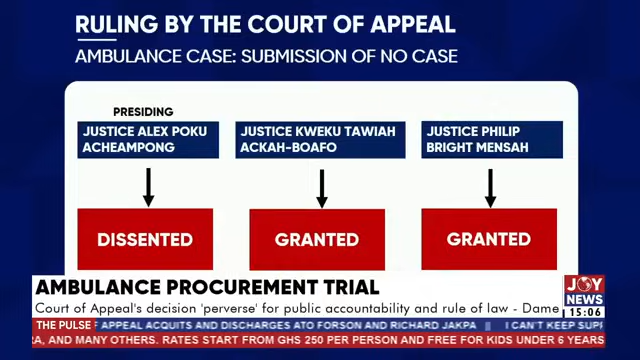 RULING BY THE COURT OF APPEAL
AMBULANCE CASE: SUBMISSION OF NO CASE
PRESIDING
JUSTICE ALEX POKU
ACHEAMPONG
JUSTICE KWEKU TAWIAH
ACKAH-BOAFO
JUSTICE PHILIP
BRIGHT MENSAH
DISSENTED
GRANTED
GRANTED
AMBULANCE PROCUREMENT TRIAL
Court of Appeal's decision 'perverse' for public accountability and rule of law - Dame
JOY
NEWS
15:06
THE PULSE
APPEAL ACQUITS AND DISCHARGES ATO FORSON AND RICHARD JAKPA || I CAN'T KEEP
RA, AND MANY OTHERS. RATES START FROM GHS 250 PER PERSON AND FREE FOR KIDS UNDER 6 YEARS